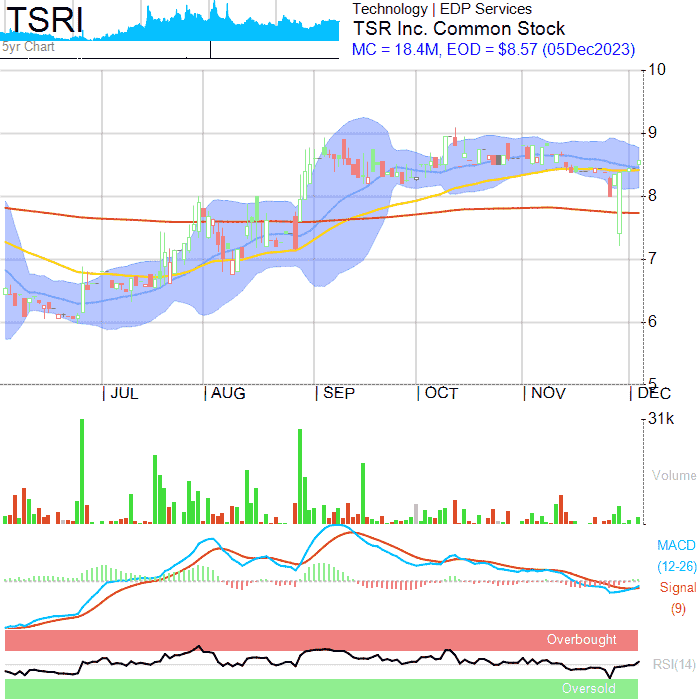 TSRI
5yr Chart
Technology | EDP Services
TSR Inc. Common Stock
MC = 18.4M, EOD = $8.57 (05Dec2023)
10
9
8
7
6
5
| JUL | AUG | SEP | OCT | NOV | DEC
31k
Volume
MACD
(12-26)
Signal
(9)
Overbought
RSI(14)
Oversold